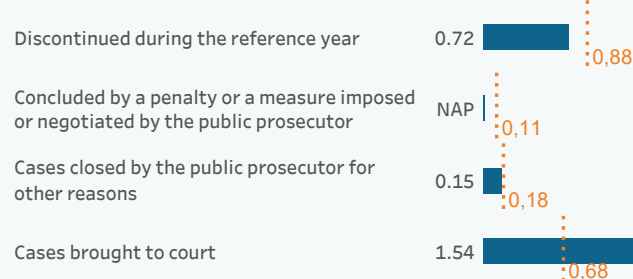 Discontinued during the reference year 0.72
0,88
Concluded by a penalty or a measure imposed
or negotiated by the public prosecutor NAP
0,11
Cases closed by the public prosecutor for
other reasons 0.15
0,18
Cases brought to court 1.54
0,68